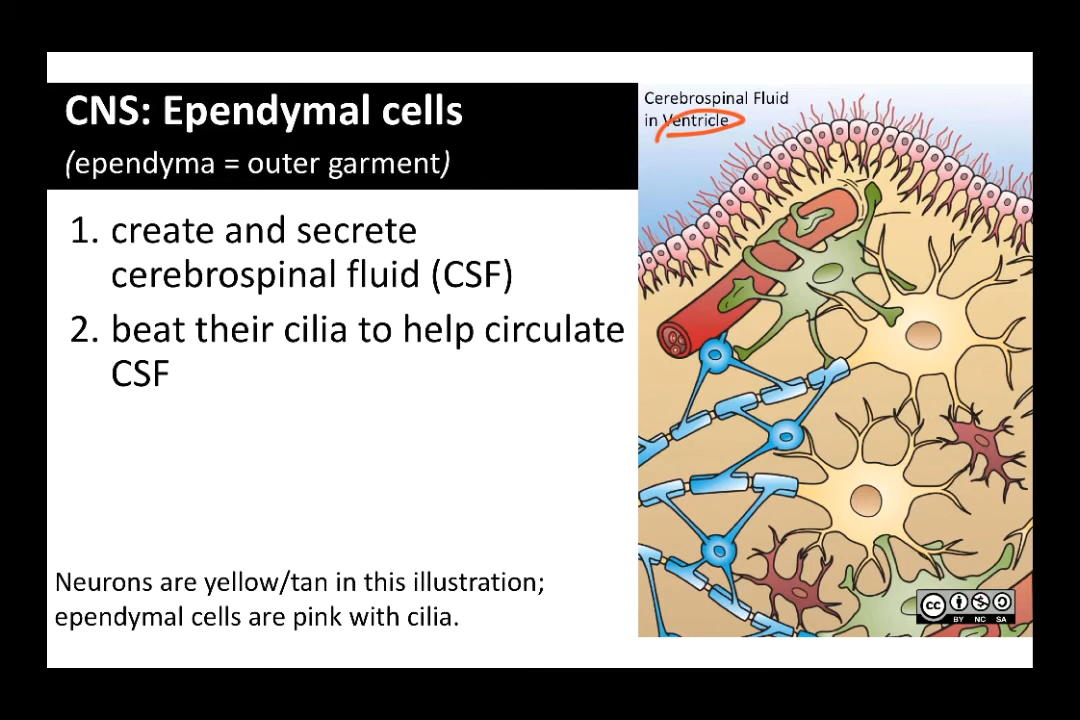 CNS: Ependymal cells
(ependyma = outer garment)
1. create and secrete
cerebrospinal fluid (CSF)
2. beat their cilia to help circulate
CSF
Neurons are yellow/tan in this illustration;
ependymal cells are pink with cilia.
Cerebrospinal Fluid
in Ventricle
cc
BY NC SA